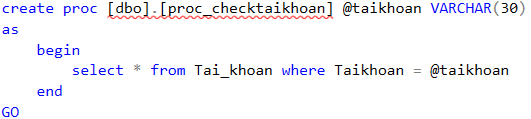 create proc [dbo].[proc_checktaikhoan] @taikhoan VARCHAR(30)
as
begin
select * from Tai_khoan where Taikhoan = @taikhoan
end
GO